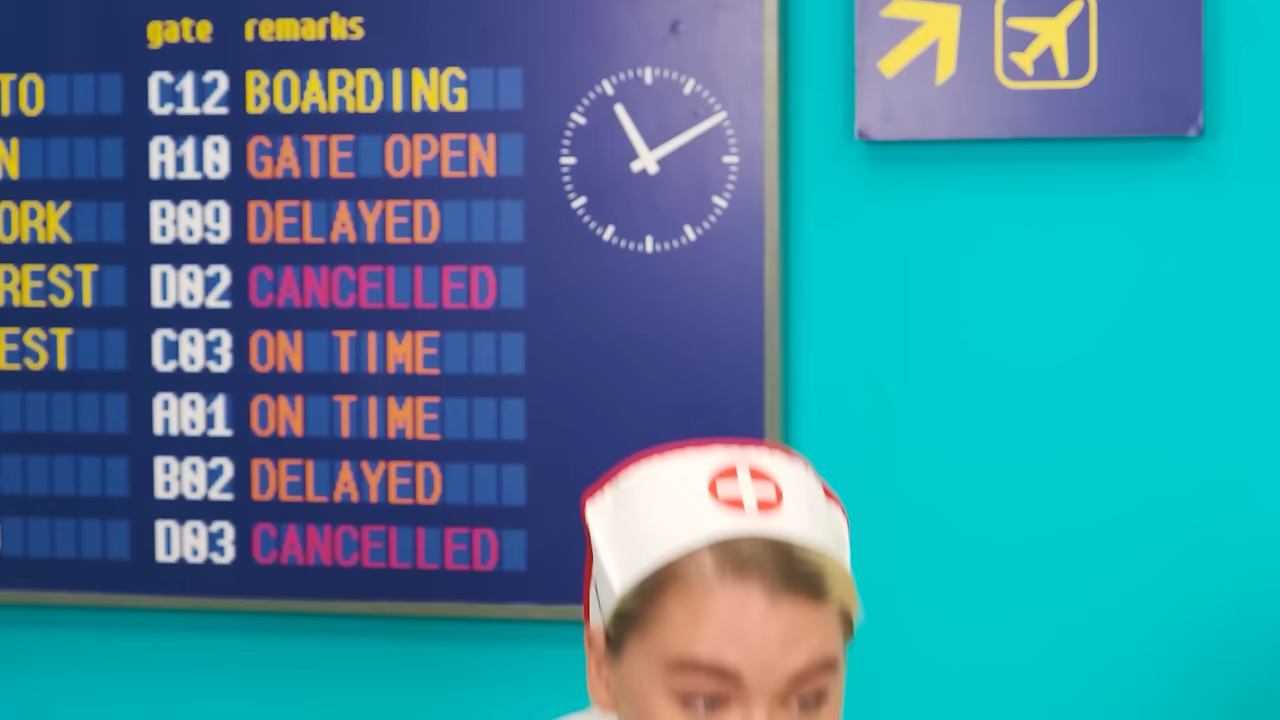 gate remarks
TO C12 BOARDING
N A10 GATE OPEN
ORK B09 DELAYED
REST D02 CANCELLED
EST C03 ON TIME
A01 ON TIME
B02 DELAYED
D03 CANCELLED